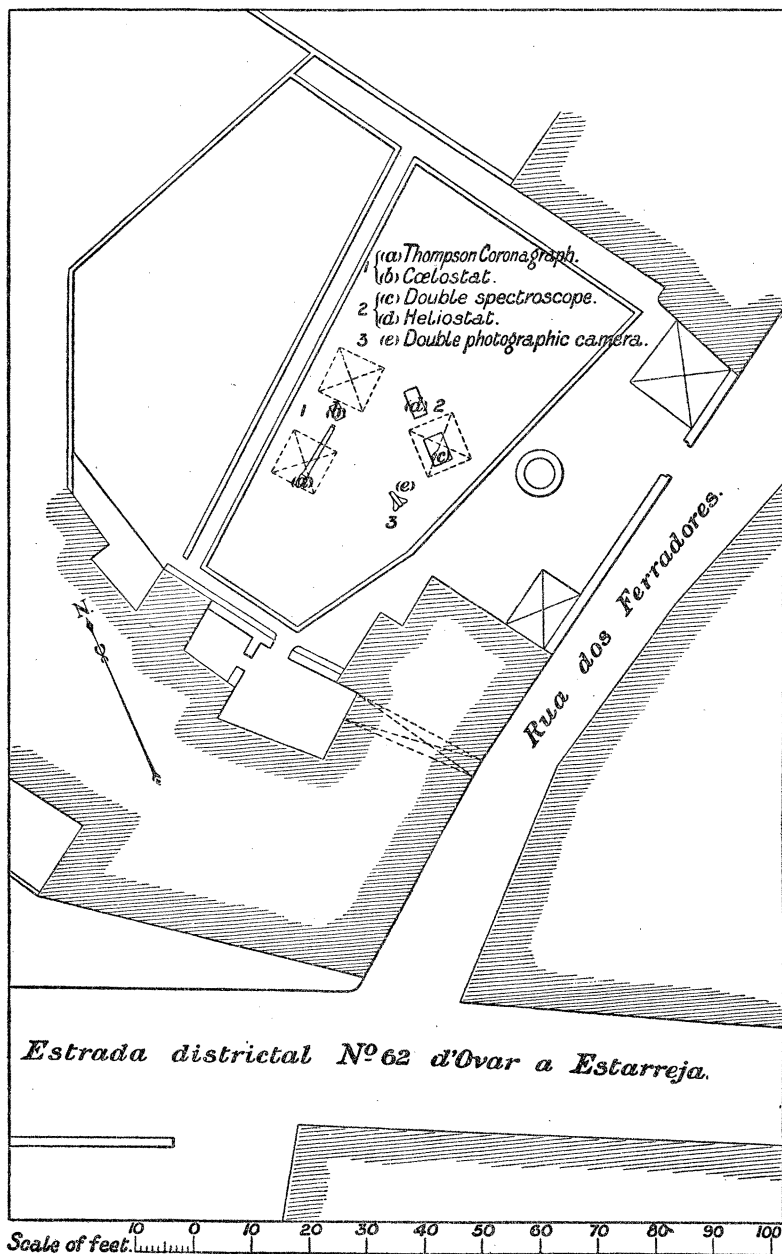 1 { (a) Thompson Coronagraph.
(b) Cœlostat.
2 { (c) Double spectroscope.
(d) Heliostat.
3 (e) Double photographic camera.
1
(b)
(d)
2
(a)
(c)
(e)
3
N.
S
Rua dos Ferradores.
Estrada districtal Nº 62 d'Ovar a Estarreja.
Scale of feet.
10 0 10 20 30 40 50 60 70 80 90 100